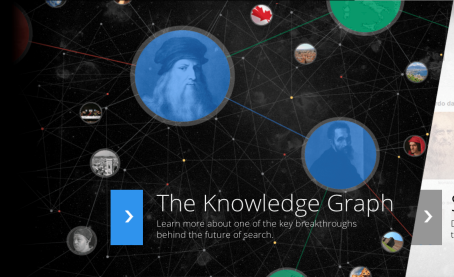 The Knowledge Graph
Learn more about one of the key breakthroughs
behind the future of search.